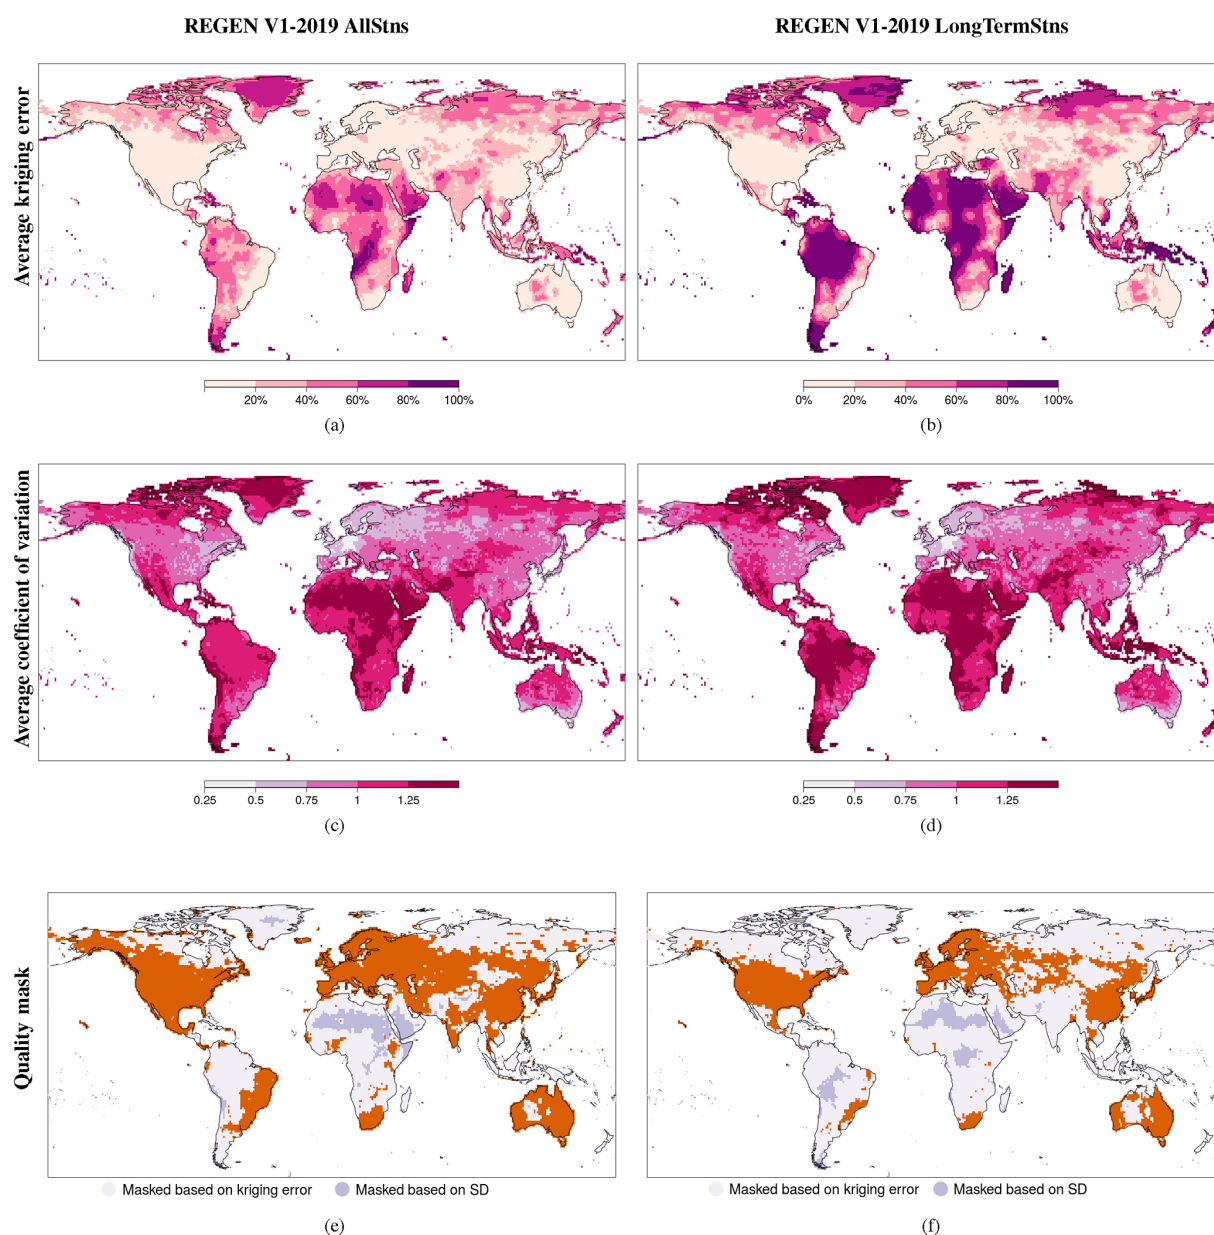 REGEN V1-2019 AllStns
REGEN V1-2019 LongTermStns
Average kriging error
20% 40% 60% 80% 100%
0% 20% 40% 60% 80% 100%
(a)
(b)
Average coefficient of variation
0.25 0.5 0.75 1 1.25
0.25 0.5 0.75 1 1.25
(c)
(d)
Quality mask
Masked based on kriging error Masked based on SD
Masked based on kriging error Masked based on SD
(e)
(f)